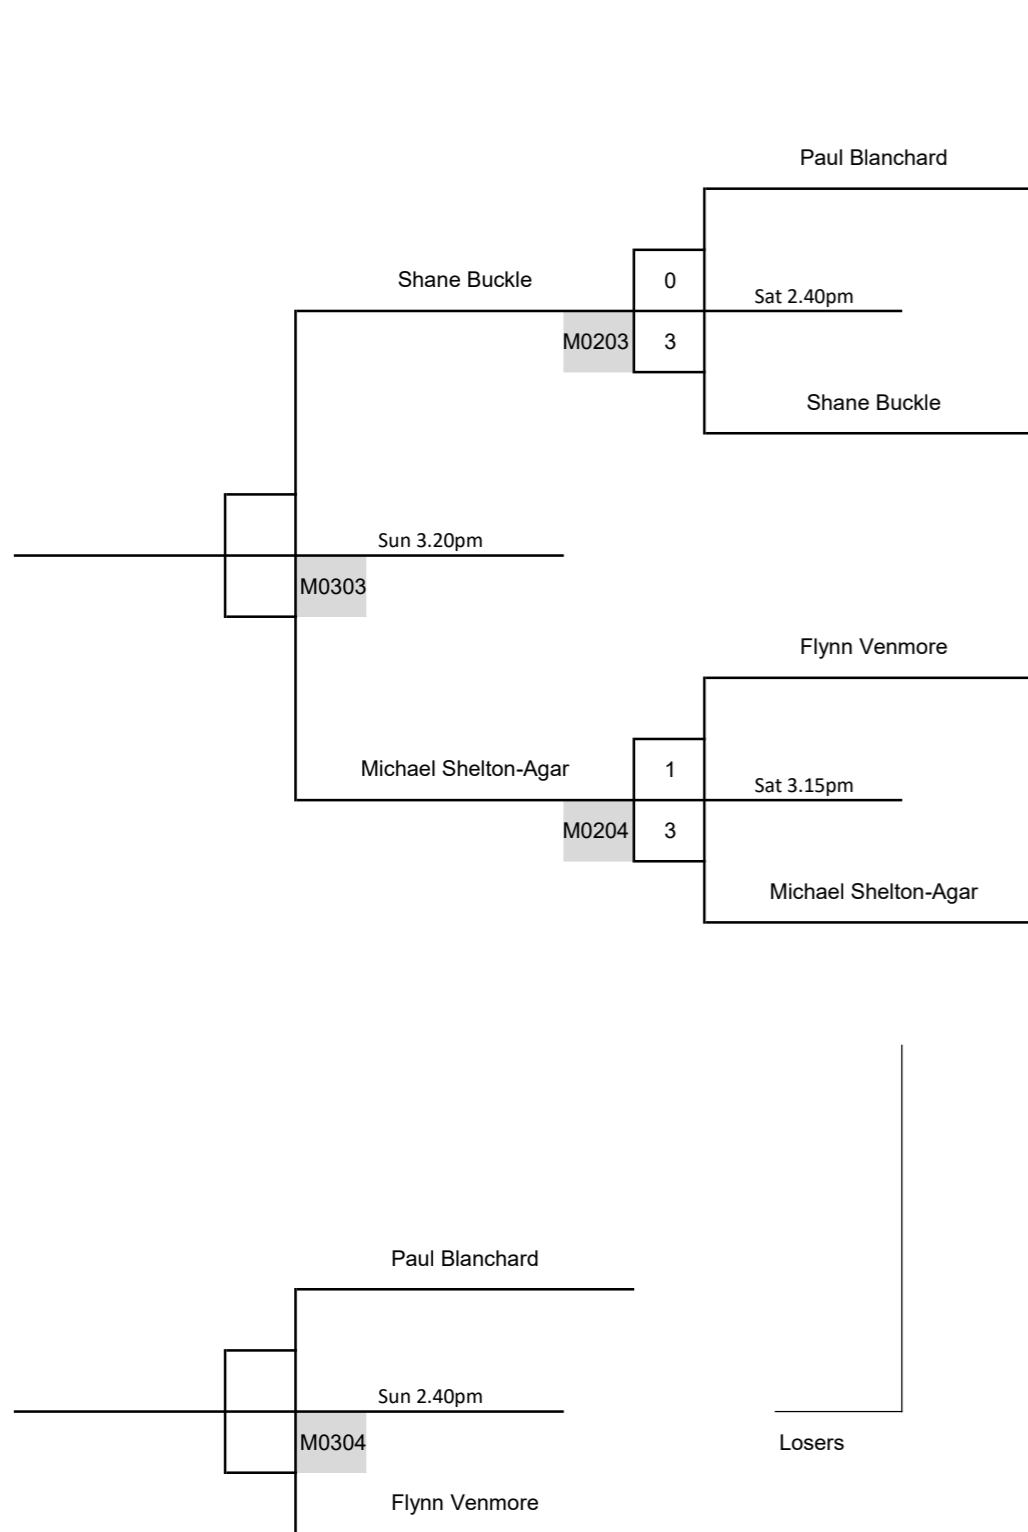 Paul Blanchard
Shane Buckle
0
Sat 2.40pm
M0203
3
Shane Buckle
Sun 3.20pm
M0303
Flynn Venmore
Michael Shelton-Agar
1
Sat 3.15pm
M0204
3
Michael Shelton-Agar
Paul Blanchard
Sun 2.40pm
M0304
Losers
Flynn Venmore